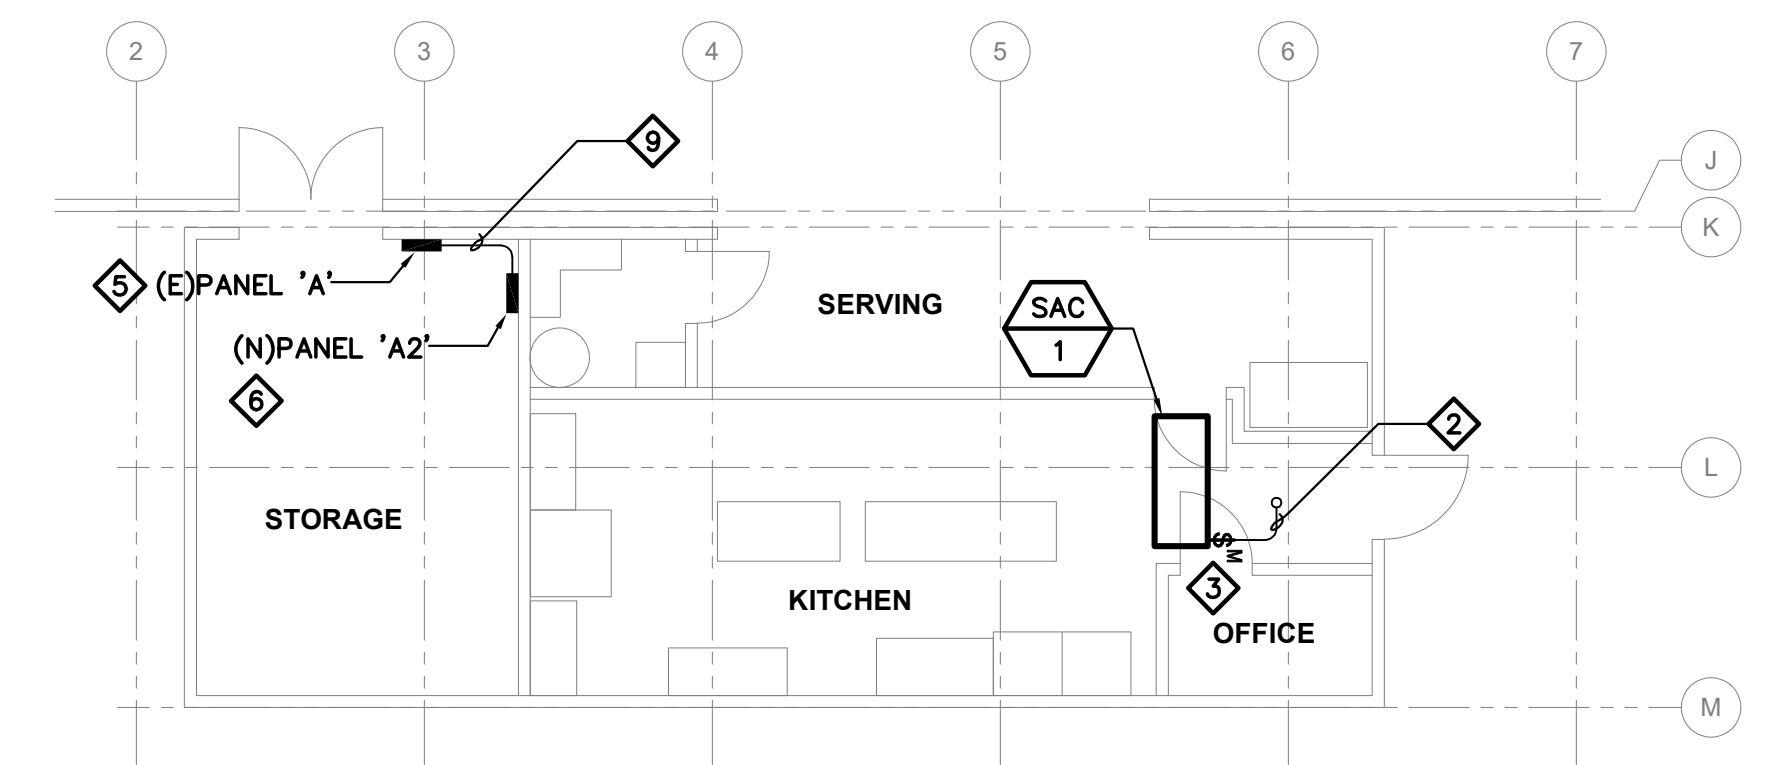 2 3 4 5 6 7
9
J
K
5 (E)PANEL 'A'
SERVING
SAC
1
(N)PANEL 'A2'
6
2
L
STORAGE
$
M
3
KITCHEN
OFFICE
M